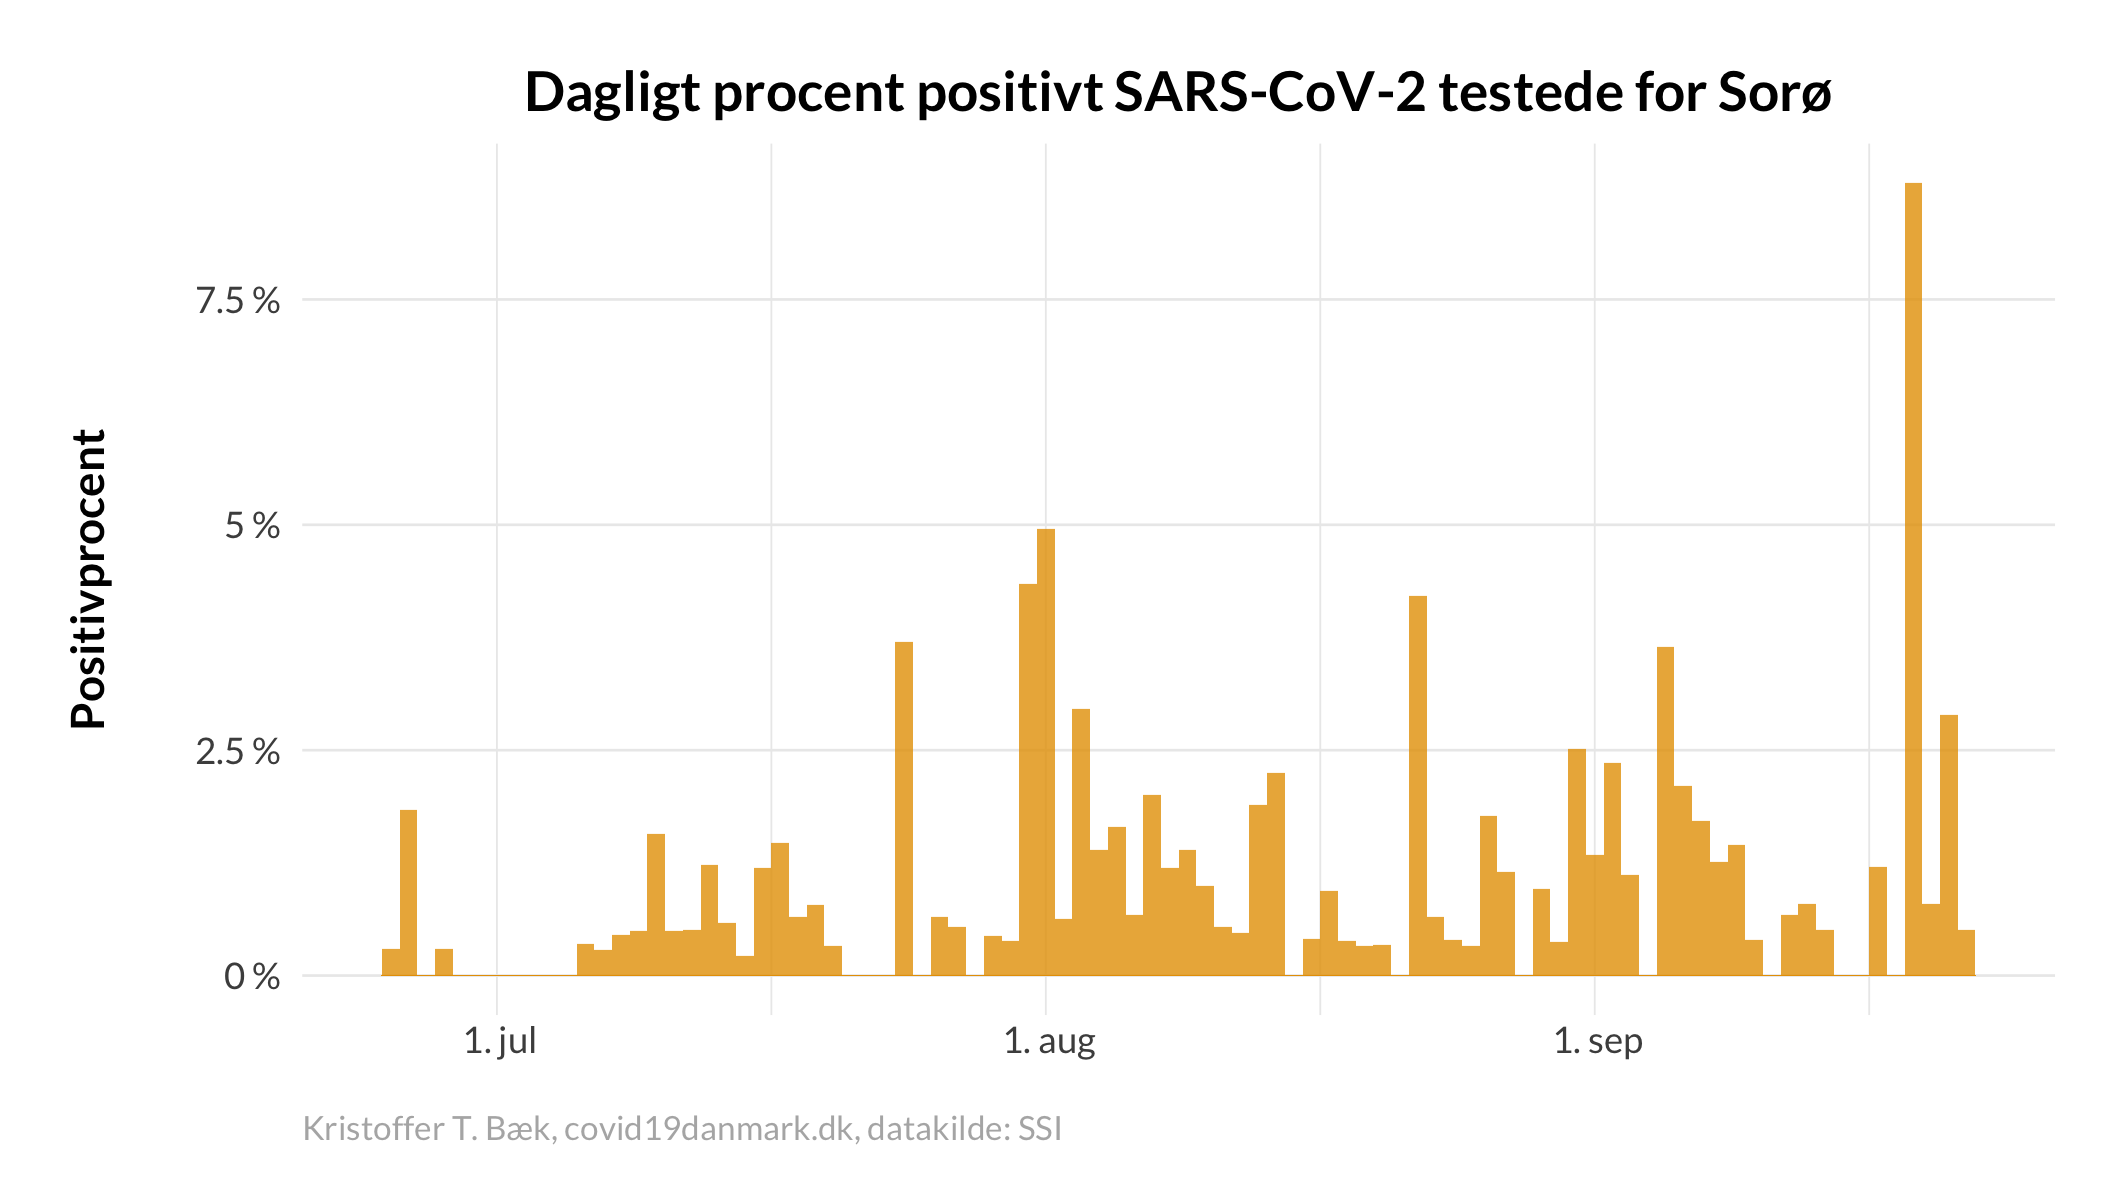 Dagligt procent positivt SARS-CoV-2 testede for Sorø
Positivprocent
7.5 %
5 %
2.5 %
0 %
1. jul
1. aug
1. sep
Kristoffer T. Bæk, covid19danmark.dk, datakilde: SSI